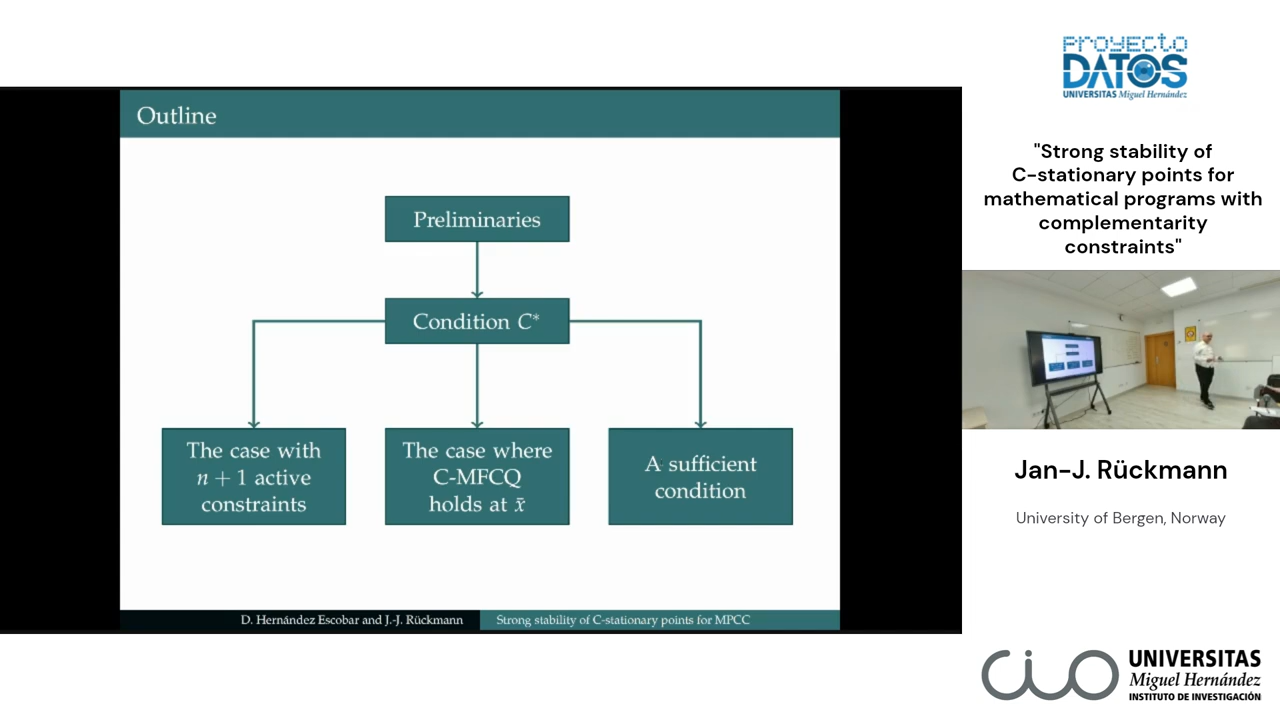 Outline
Preliminaries
Condition C*
The case with
n + 1 active
constraints
The case where
C-MFCQ
holds at x̄
A sufficient
condition
D. Hernández Escobar and J.-J. Rückmann
Strong stability of C-stationary points for MPCC
PROYECTO
DATOS
UNIVERSITAS Miguel Hernández
"Strong stability of
C-stationary points for
mathematical programs with
complementarity
constraints"
Jan-J. Rückmann
University of Bergen, Norway
CIO
UNIVERSITAS
Miguel Hernández
INSTITUTO DE INVESTIGACIÓN